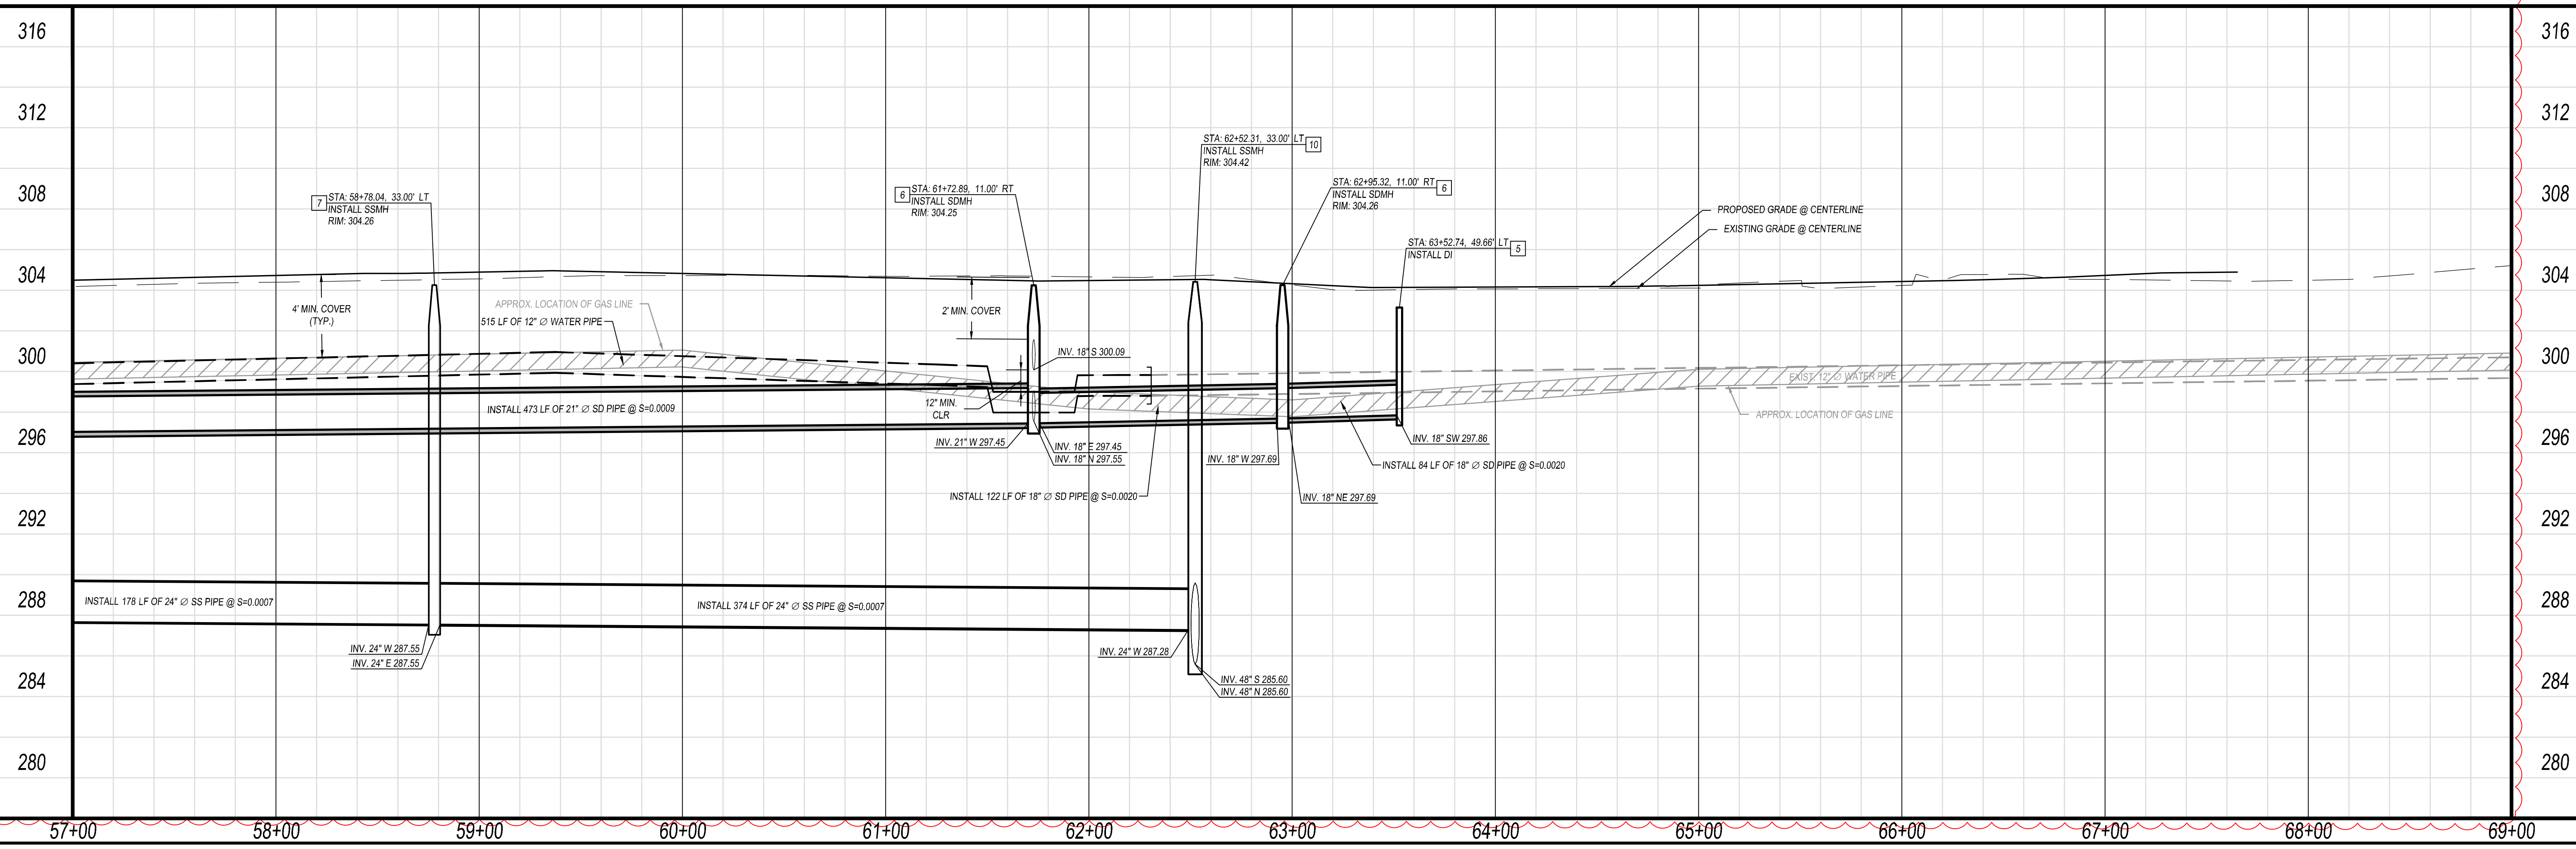 316
316
312
312
308
308
304
304
300
300
296
296
292
292
288
288
284
284
280
280
STA: 62+52.31, 33.00' LT
10
INSTALL SSMH
RIM: 304.42
7
STA: 58+78.04, 33.00' LT
INSTALL SSMH
RIM: 304.26
6
STA: 61+72.89, 11.00' RT
INSTALL SDMH
RIM: 304.25
STA: 62+95.32, 11.00' RT
6
INSTALL SDMH
RIM: 304.26
STA: 63+52.74, 49.66' LT
5
INSTALL DI
PROPOSED GRADE @ CENTERLINE
EXISTING GRADE @ CENTERLINE
4' MIN. COVER
(TYP.)
APPROX. LOCATION OF GAS LINE
515 LF OF 12" ∅ WATER PIPE
2' MIN. COVER
INV. 18" S 300.09
EXIST. 12" ∅ WATER PIPE
INSTALL 473 LF OF 21" ∅ SD PIPE @ S=0.0009
12" MIN.
CLR
APPROX. LOCATION OF GAS LINE
INV. 21" W 297.45
INV. 18" E 297.45
INV. 18" N 297.55
INV. 18" W 297.69
INV. 18" SW 297.86
INSTALL 84 LF OF 18" ∅ SD PIPE @ S=0.0020
INSTALL 122 LF OF 18" ∅ SD PIPE @ S=0.0020
INV. 18" NE 297.69
INSTALL 178 LF OF 24" ∅ SS PIPE @ S=0.0007
INSTALL 374 LF OF 24" ∅ SS PIPE @ S=0.0007
INV. 24" W 287.55
INV. 24" E 287.55
INV. 24" W 287.28
INV. 48" S 285.60
INV. 48" N 285.60
57+00
58+00
59+00
60+00
61+00
62+00
63+00
64+00
65+00
66+00
67+00
68+00
69+00